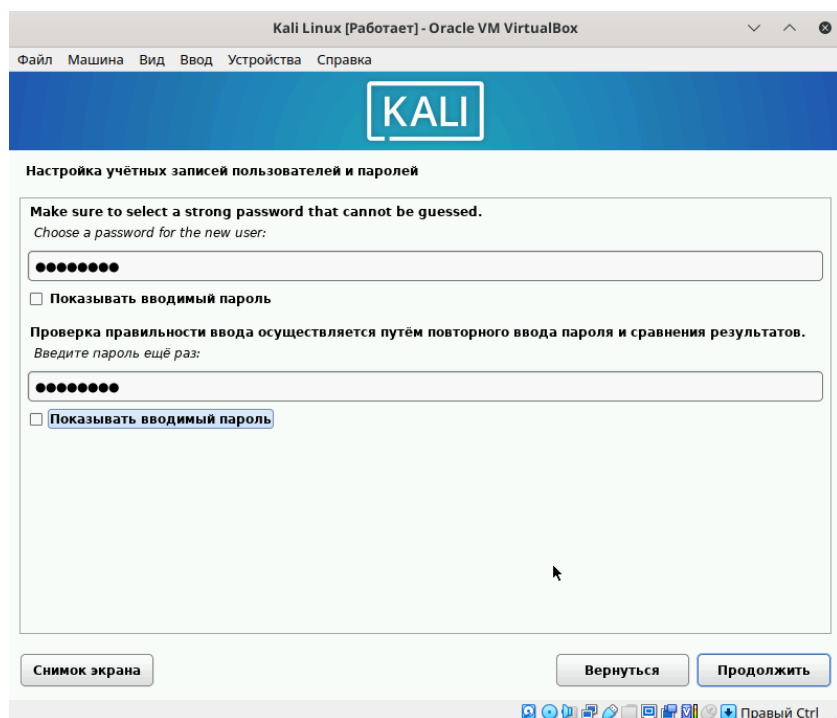 Kali Linux [Работает] - Oracle VM VirtualBox
Файл Машина Вид Ввод Устройства Справка
KALI
Настройка учётных записей пользователей и паролей
Make sure to select a strong password that cannot be guessed.
Choose a password for the new user:
●●●●●●●●
Показывать вводимый пароль
Проверка правильности ввода осуществляется путём повторного ввода пароля и сравнения результатов.
Введите пароль ещё раз:
●●●●●●●●
Показывать вводимый пароль
Снимок экрана Вернуться Продолжить
Правый Ctrl